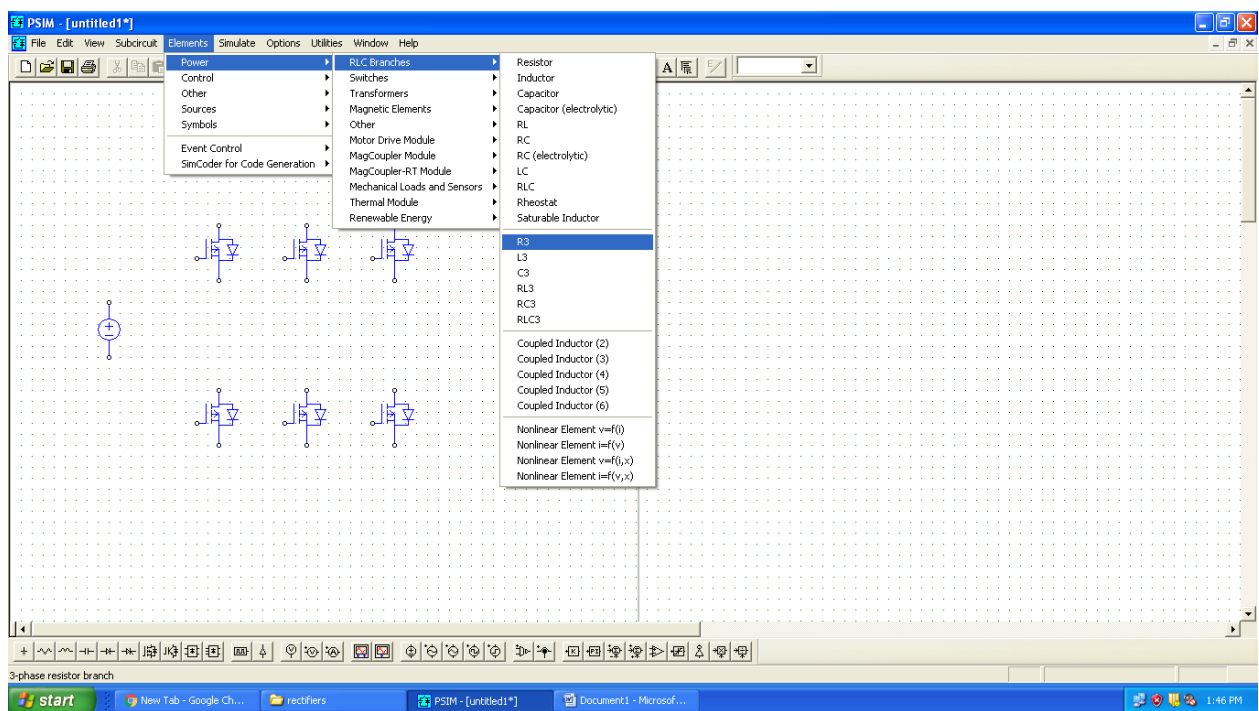 PSIM - [untitled1*]
File Edit View Subcircuit Elements Simulate Options Utilities Window Help
Power
Control
Other
Sources
Symbols
Event Control
SimCoder for Code Generation
RLC Branches
Switches
Transformers
Magnetic Elements
Other
Motor Drive Module
MagCoupler Module
MagCoupler-RT Module
Mechanical Loads and Sensors
Thermal Module
Renewable Energy
Resistor
Inductor
Capacitor
Capacitor (electrolytic)
RL
RC
RC (electrolytic)
LC
RLC
Rheostat
Saturable Inductor
R3
L3
C3
RL3
RC3
RLC3
Coupled Inductor (2)
Coupled Inductor (3)
Coupled Inductor (4)
Coupled Inductor (5)
Coupled Inductor (6)
Nonlinear Element v=f(i)
Nonlinear Element i=f(v)
Nonlinear Element v=f(i,x)
Nonlinear Element i=f(v,x)
3-phase resistor branch
start New Tab - Google Ch... rectifiers PSIM - [untitled1*] Document1 - Microsof... 1:46 PM